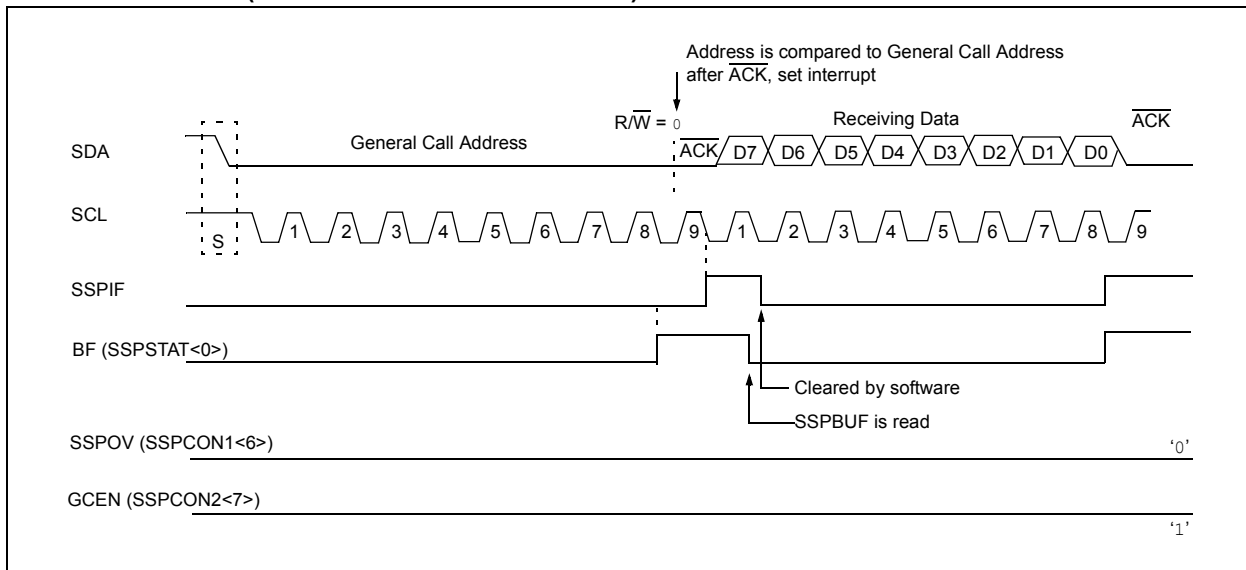 Address is compared to General Call Address
after ACK, set interrupt
R/W = 0
Receiving Data
ACK
SDA
General Call Address
ACK D7 D6 D5 D4 D3 D2 D1 D0
SCL
S
1 2 3 4 5 6 7 8 9 1 2 3 4 5 6 7 8 9
SSPIF
BF (SSPSTAT<0>)
Cleared by software
SSPBUF is read
SSPOV (SSPCON1<6>)
‘0’
GCEN (SSPCON2<7>)
‘1’